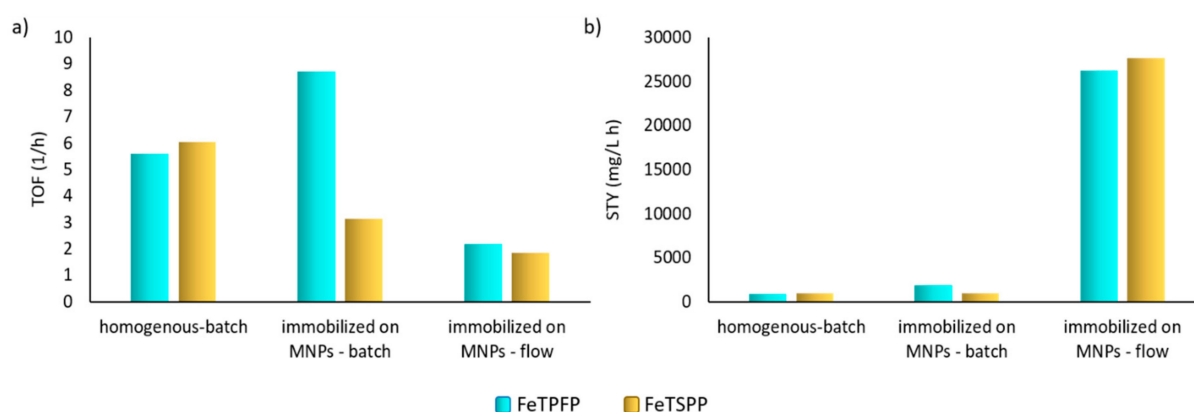 a)
TOF (1/h)
10
9
8
7
6
5
4
3
2
1
0
homogenous-batch
immobilized on
MNPs - batch
immobilized on
MNPs - flow
b)
STY (mg/L h)
30000
25000
20000
15000
10000
5000
0
homogenous-batch
immobilized on
MNPs - batch
immobilized on
MNPs - flow
FeTPFP
FeTSPP